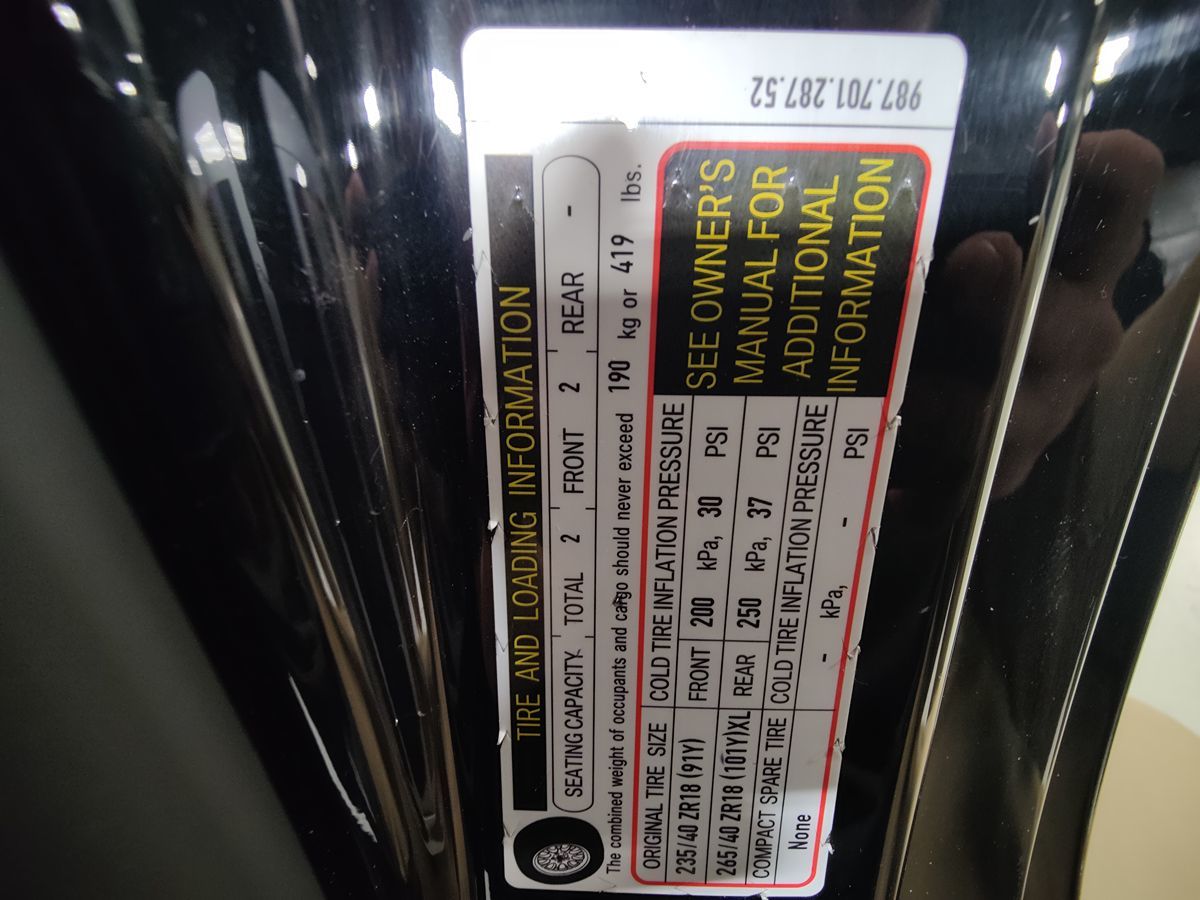 987.701.287.52
TIRE AND LOADING INFORMATION
SEATING CAPACITY TOTAL 2 FRONT 2 REAR -
The combined weight of occupants and cargo should never exceed 190 kg or 419 lbs.
ORIGINAL TIRE SIZE COLD TIRE INFLATION PRESSURE
235/40 ZR18 (91Y) FRONT 200 kPa, 30 PSI
265/40 ZR18 (101Y)XL REAR 250 kPa, 37 PSI
COMPACT SPARE TIRE COLD TIRE INFLATION PRESSURE
None - kPa, - PSI
SEE OWNER'S
MANUAL FOR
ADDITIONAL
INFORMATION